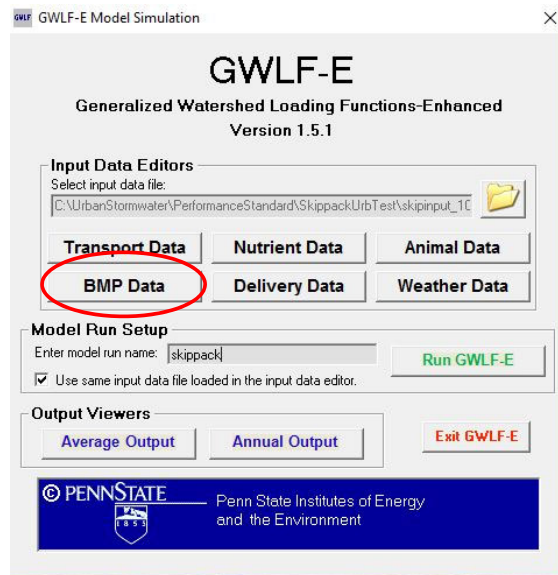 GWLF GWLF-E Model Simulation
GWLF-E
Generalized Watershed Loading Functions-Enhanced
Version 1.5.1
Input Data Editors
Select input data file:
C:\UrbanStormwater\PerformanceStandard\SkippackUrbTest\skipinput_10
Transport Data Nutrient Data Animal Data
BMP Data Delivery Data Weather Data
Model Run Setup
Enter model run name: skippack
Run GWLF-E
Use same input data file loaded in the input data editor.
Output Viewers
Average Output Annual Output Exit GWLF-E
© PENNSTATE
1855
Penn State Institutes of Energy
and the Environment